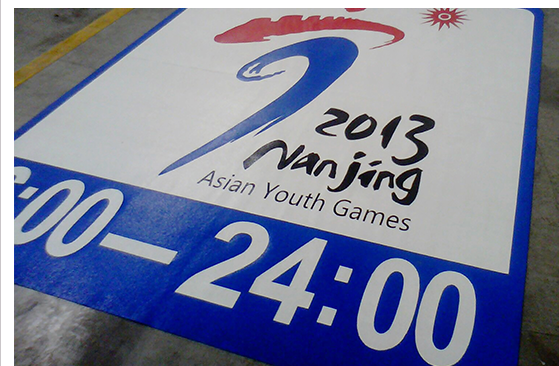 2013
Nanjing
Asian Youth Games
:00—24:00